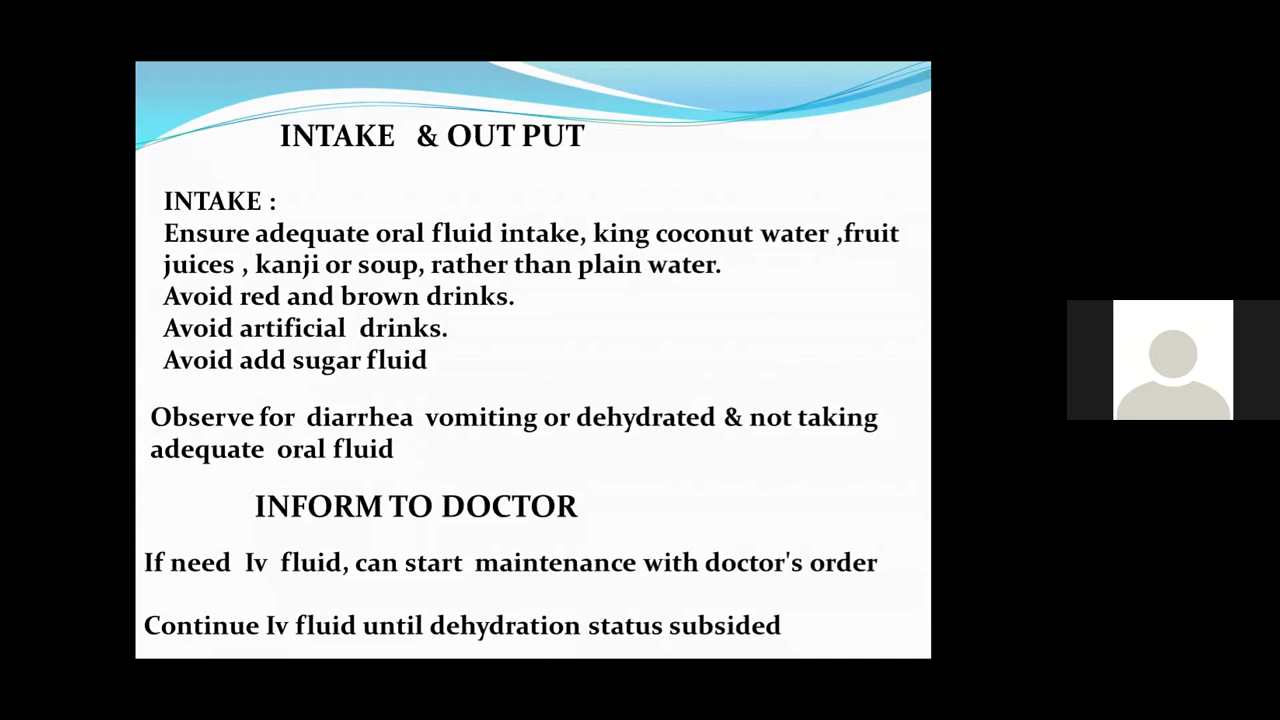 INTAKE & OUT PUT
INTAKE :
Ensure adequate oral fluid intake, king coconut water ,fruit
juices , kanji or soup, rather than plain water.
Avoid red and brown drinks.
Avoid artificial drinks.
Avoid add sugar fluid
Observe for diarrhea vomiting or dehydrated & not taking
adequate oral fluid
INFORM TO DOCTOR
If need Iv fluid, can start maintenance with doctor's order
Continue Iv fluid until dehydration status subsided